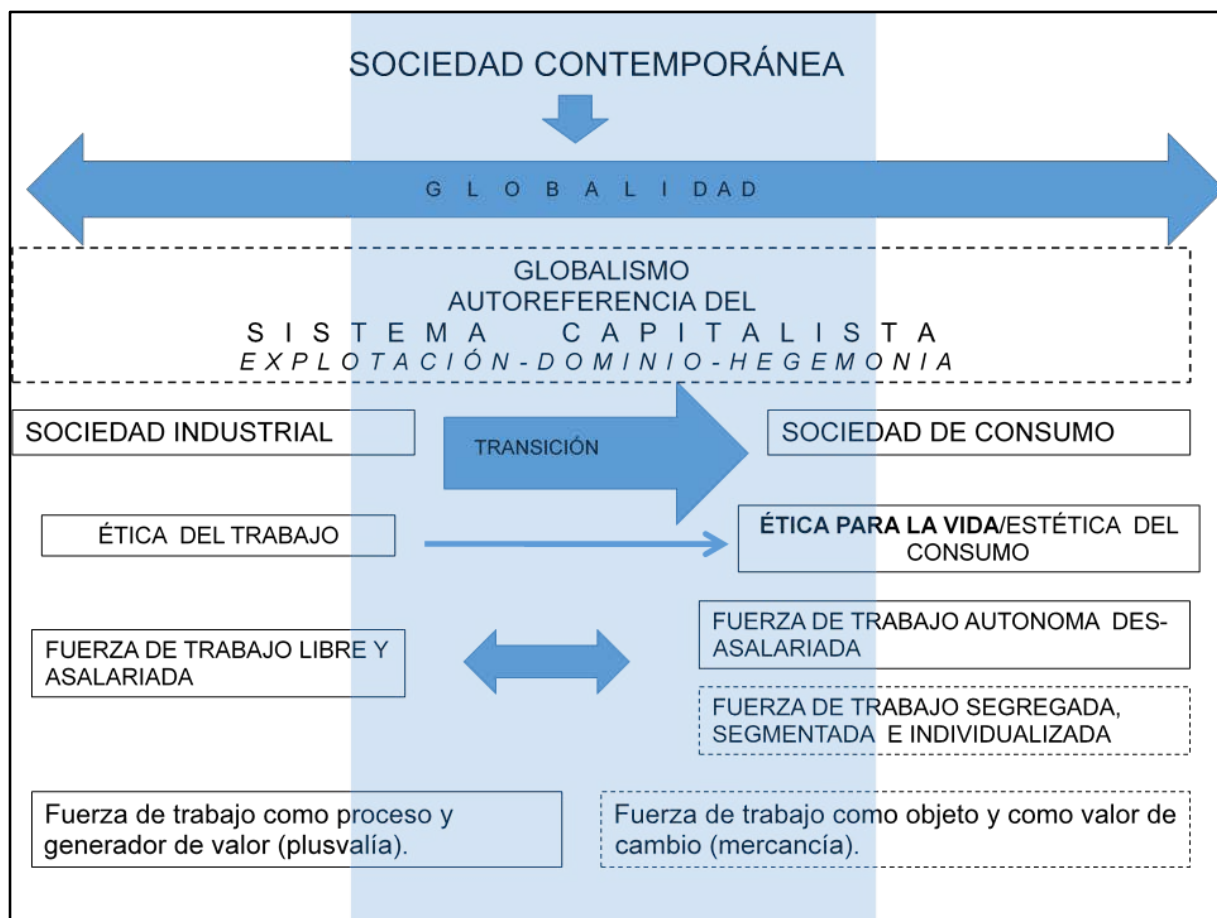 SOCIEDAD CONTEMPORÁNEA
G L O B A L I D A D
GLOBALISMO
AUTOREFERENCIA DEL
S I S T E M A C A P I T A L I S T A
E X P L O T A C I Ó N - D O M I N I O - H E G E M O N I A
SOCIEDAD INDUSTRIAL
TRANSICIÓN
SOCIEDAD DE CONSUMO
ÉTICA DEL TRABAJO
ÉTICA PARA LA VIDA/ESTÉTICA DEL
CONSUMO
FUERZA DE TRABAJO LIBRE Y
ASALARIADA
FUERZA DE TRABAJO AUTONOMA DES-
ASALARIADA
FUERZA DE TRABAJO SEGREGADA,
SEGMENTADA E INDIVIDUALIZADA
Fuerza de trabajo como proceso y
generador de valor (plusvalía).
Fuerza de trabajo como objeto y como valor de
cambio (mercancía).